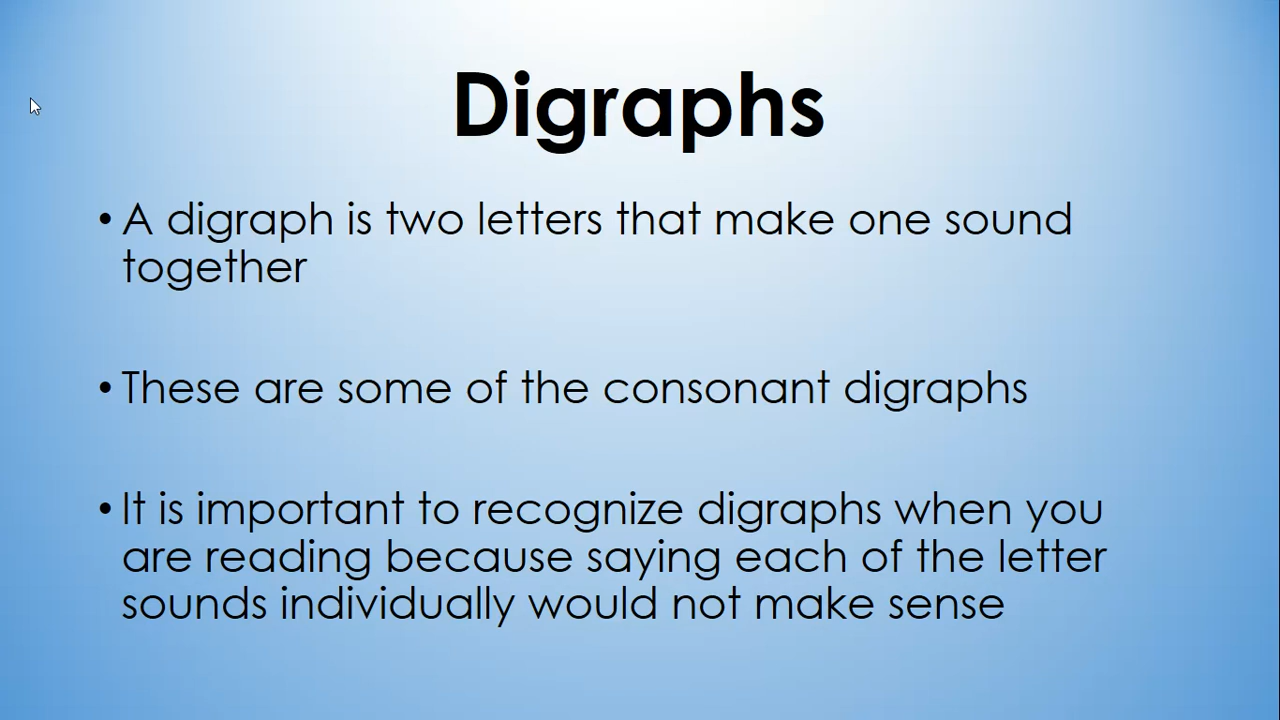 Digraphs
• A digraph is two letters that make one sound
together
• These are some of the consonant digraphs
• It is important to recognize digraphs when you
are reading because saying each of the letter
sounds individually would not make sense